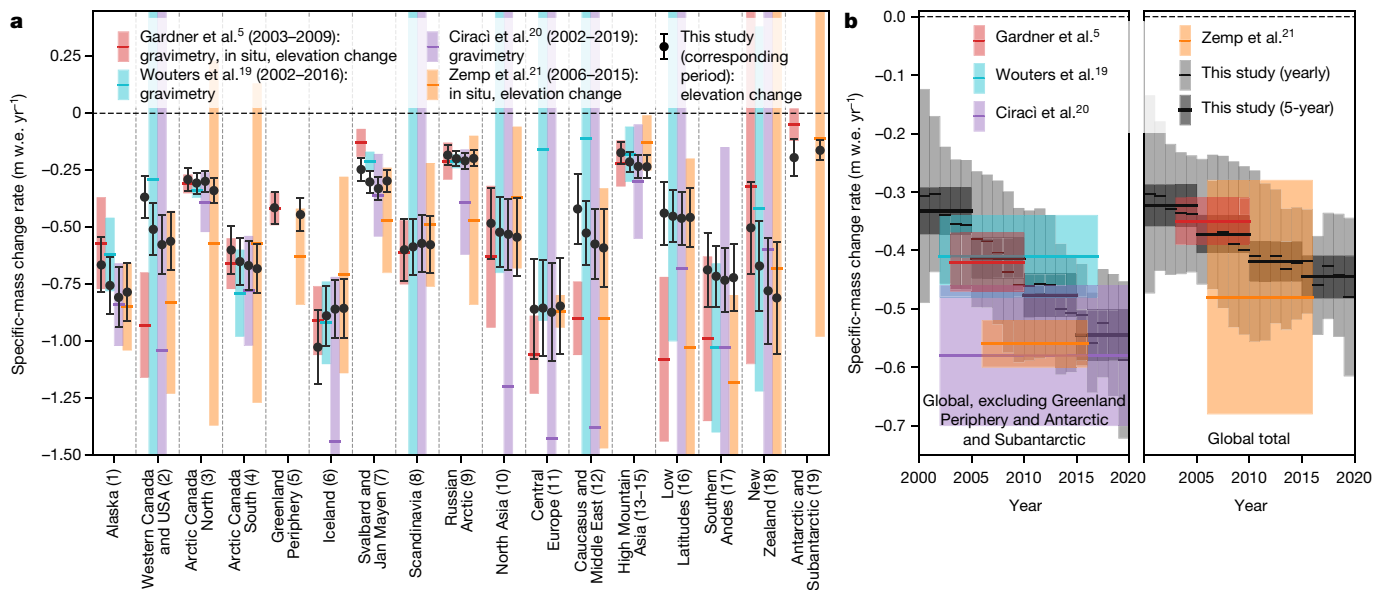 a
Specific-mass change rate (m w.e. yr⁻¹)
0.25
0
−0.25
−0.50
−0.75
−1.00
−1.25
−1.50
Gardner et al.⁵ (2003–2009):
gravimetry, in situ, elevation change
Wouters et al.¹⁹ (2002–2016):
gravimetry
Ciracì et al.²⁰ (2002–2019):
gravimetry
Zemp et al.²¹ (2006–2015):
in situ, elevation change
This study
(corresponding
period):
elevation change
Alaska (1)
Western Canada
and USA (2)
Arctic Canada
North (3)
Arctic Canada
South (4)
Greenland
Periphery (5)
Iceland (6)
Svalbard and
Jan Mayen (7)
Scandinavia (8)
Russian
Arctic (9)
North Asia (10)
Central
Europe (11)
Caucasus and
Middle East (12)
High Mountain
Asia (13–15)
Low
Latitudes (16)
Southern
Andes (17)
New
Zealand (18)
Antarctic and
Subantarctic (19)
b
Specific-mass change rate (m w.e. yr⁻¹)
0.0
−0.1
−0.2
−0.3
−0.4
−0.5
−0.6
−0.7
Gardner et al.⁵
Wouters et al.¹⁹
Ciracì et al.²⁰
Global, excluding Greenland
Periphery and Antarctic
and Subantarctic
2000
2005
2010
2015
2020
Year
Zemp et al.²¹
This study (yearly)
This study (5-year)
Global total
2005
2010
2015
2020
Year